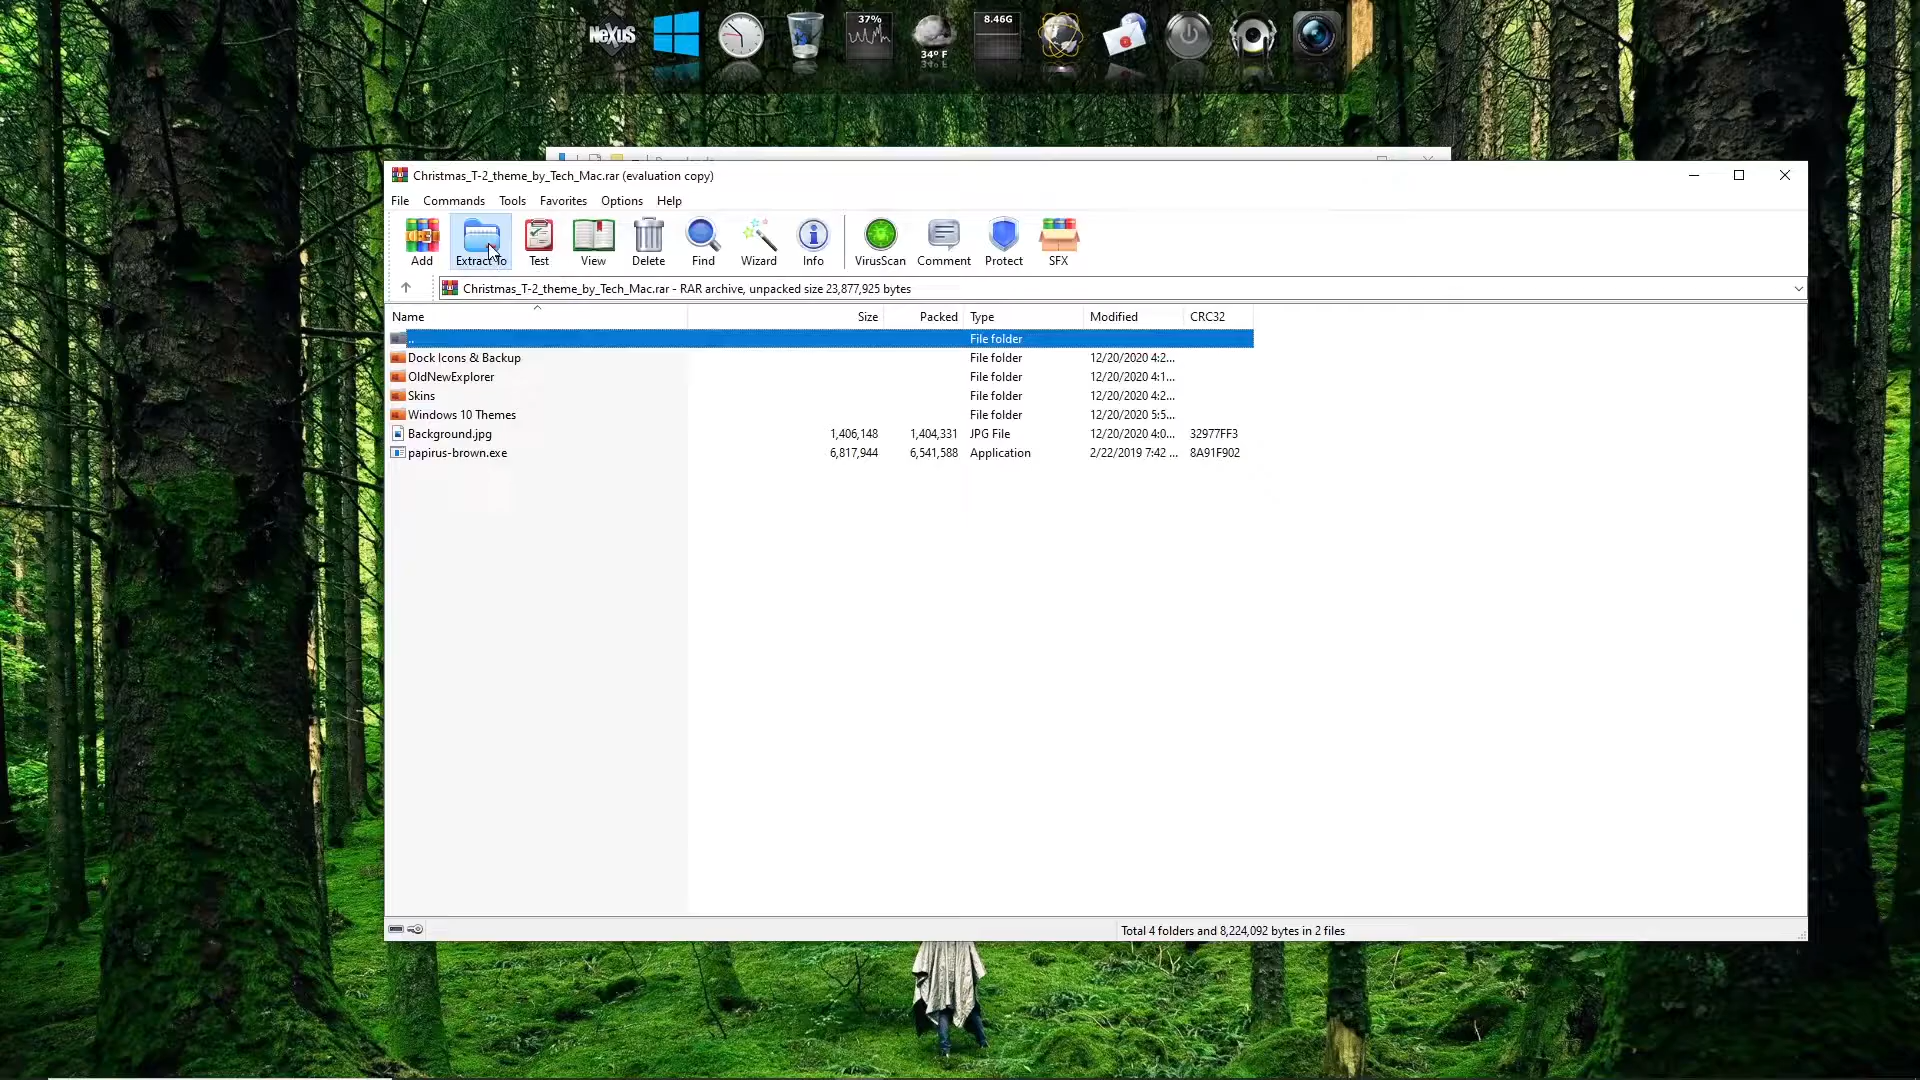 NeXuS
37%
34° F
8.46G
Christmas_T-2_theme_by_Tech_Mac.rar (evaluation copy)
File Commands Tools Favorites Options Help
Add Extract To Test View Delete Find Wizard Info VirusScan Comment Protect SFX
Christmas_T-2_theme_by_Tech_Mac.rar - RAR archive, unpacked size 23,877,925 bytes
Name Size Packed Type Modified CRC32
.. File folder
Dock Icons & Backup File folder 12/20/2020 4:2...
OldNewExplorer File folder 12/20/2020 4:1...
Skins File folder 12/20/2020 4:2...
Windows 10 Themes File folder 12/20/2020 5:5...
Background.jpg 1,406,148 1,404,331 JPG File 12/20/2020 4:0... 32977FF3
papirus-brown.exe 6,817,944 6,541,588 Application 2/22/2019 7:42 ... 8A91F902
Total 4 folders and 8,224,092 bytes in 2 files